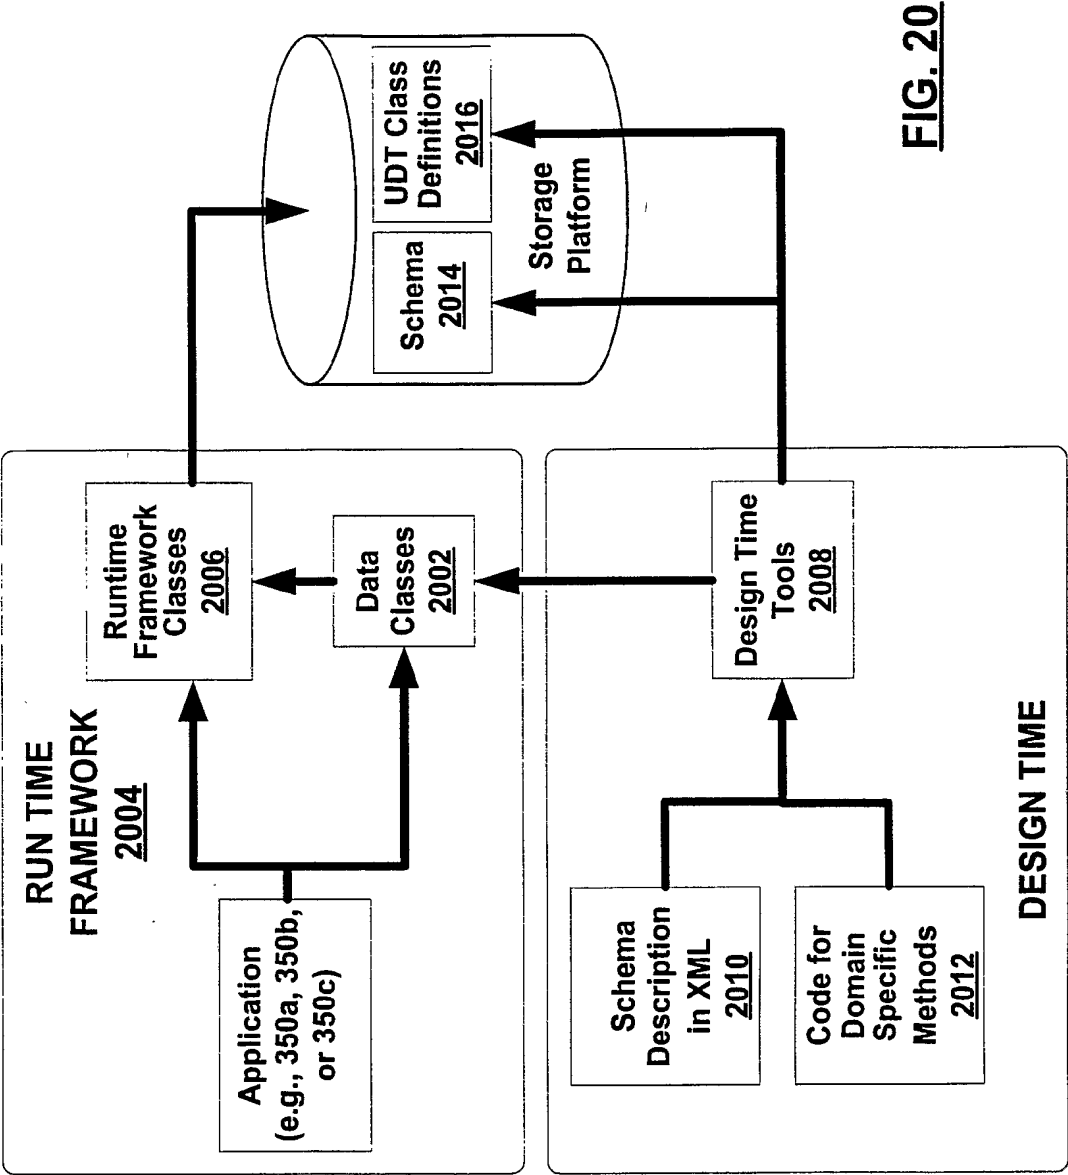 RUN TIME
FRAMEWORK
2004
Application
(e.g., 350a, 350b,
or 350c)
Runtime
Framework
Classes
2006
Data
Classes
2002
Schema
2014
UDT Class
Definitions
2016
Storage
Platform
Schema
Description
in XML
2010
Code for
Domain
Specific
Methods
2012
Design Time
Tools
2008
DESIGN TIME
FIG. 20